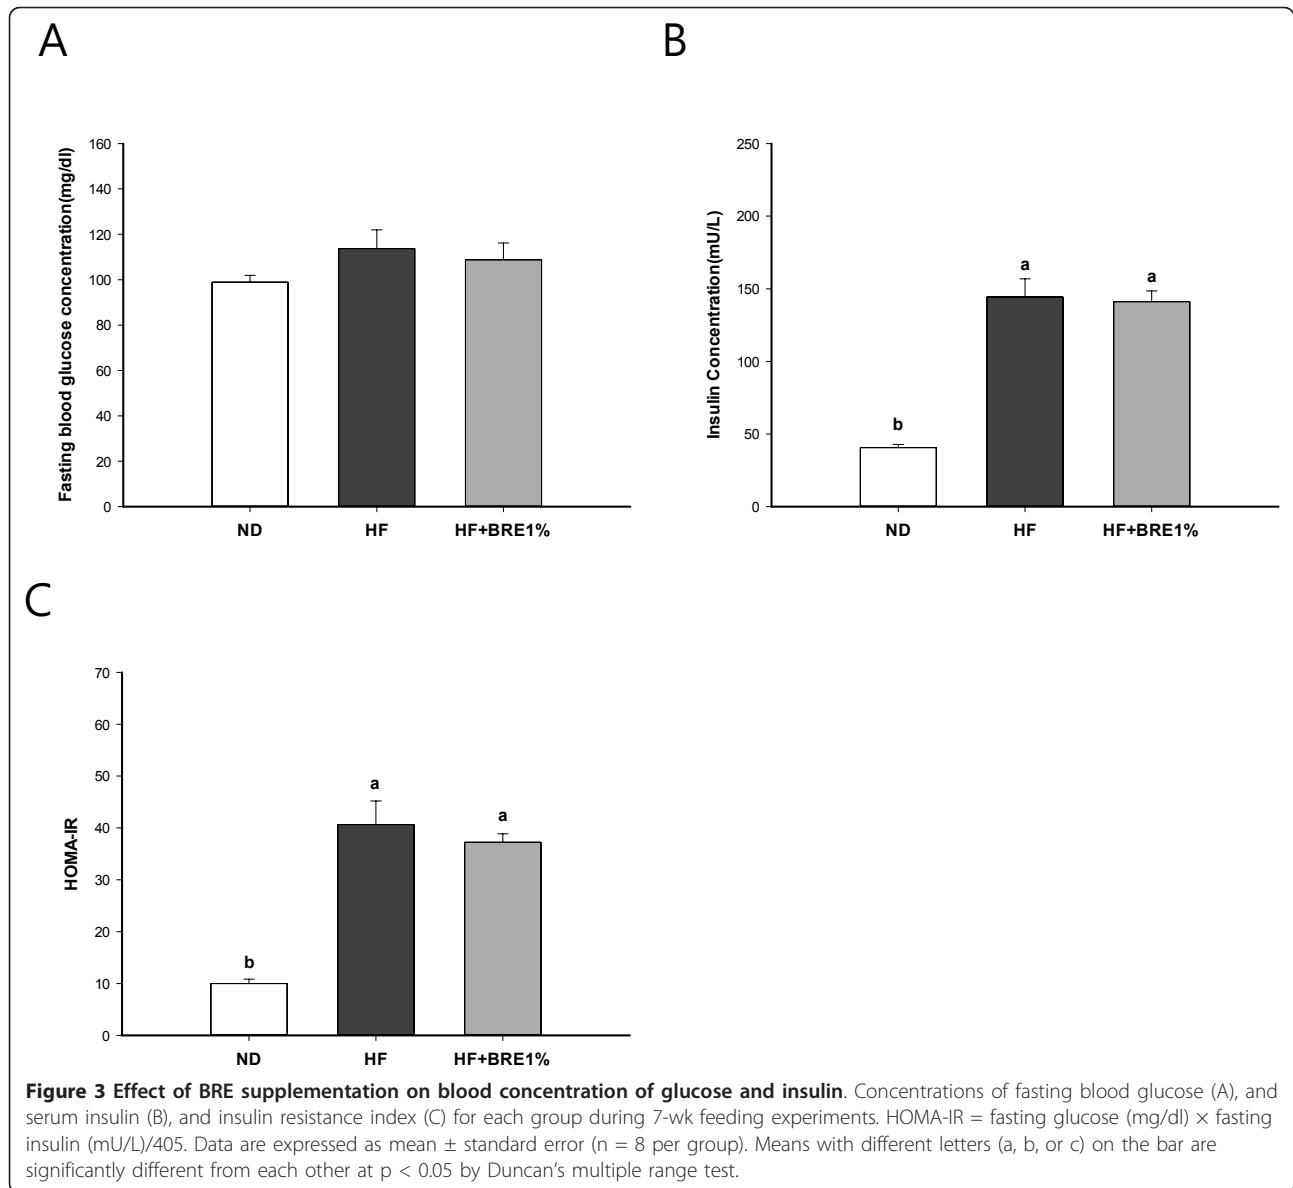 A
B
Fasting blood glucose concentration(mg/dl)
160
140
120
100
80
60
40
20
0
ND
HF
HF+BRE1%
Insulin Concentration(mU/L)
250
200
150
100
50
0
b
a
a
ND
HF
HF+BRE1%
C
HOMA-IR
70
60
50
40
30
20
10
0
b
a
a
ND
HF
HF+BRE1%
Figure 3 Effect of BRE supplementation on blood concentration of glucose and insulin. Concentrations of fasting blood glucose (A), and
serum insulin (B), and insulin resistance index (C) for each group during 7-wk feeding experiments. HOMA-IR = fasting glucose (mg/dl) × fasting
insulin (mU/L)/405. Data are expressed as mean ± standard error (n = 8 per group). Means with different letters (a, b, or c) on the bar are
significantly different from each other at p < 0.05 by Duncan's multiple range test.